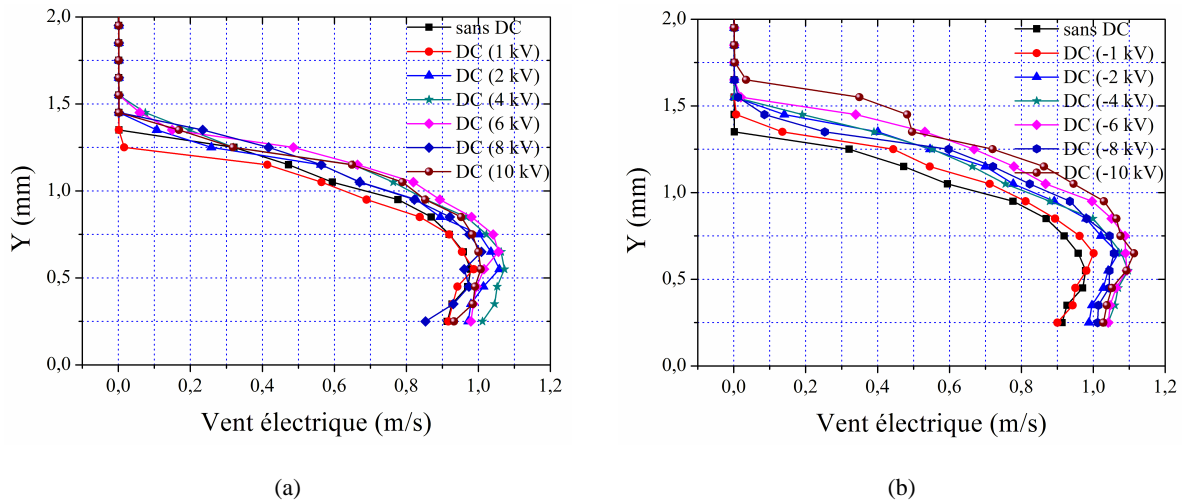 2,0
1,5
1,0
0,5
0,0
Y (mm)
0,0 0,2 0,4 0,6 0,8 1,0 1,2
Vent électrique (m/s)
sans DC
DC (1 kV)
DC (2 kV)
DC (4 kV)
DC (6 kV)
DC (8 kV)
DC (10 kV)
(a)
2,0
1,5
1,0
0,5
0,0
Y (mm)
0,0 0,2 0,4 0,6 0,8 1,0 1,2
Vent électrique (m/s)
sans DC
DC (-1 kV)
DC (-2 kV)
DC (-4 kV)
DC (-6 kV)
DC (-8 kV)
DC (-10 kV)
(b)